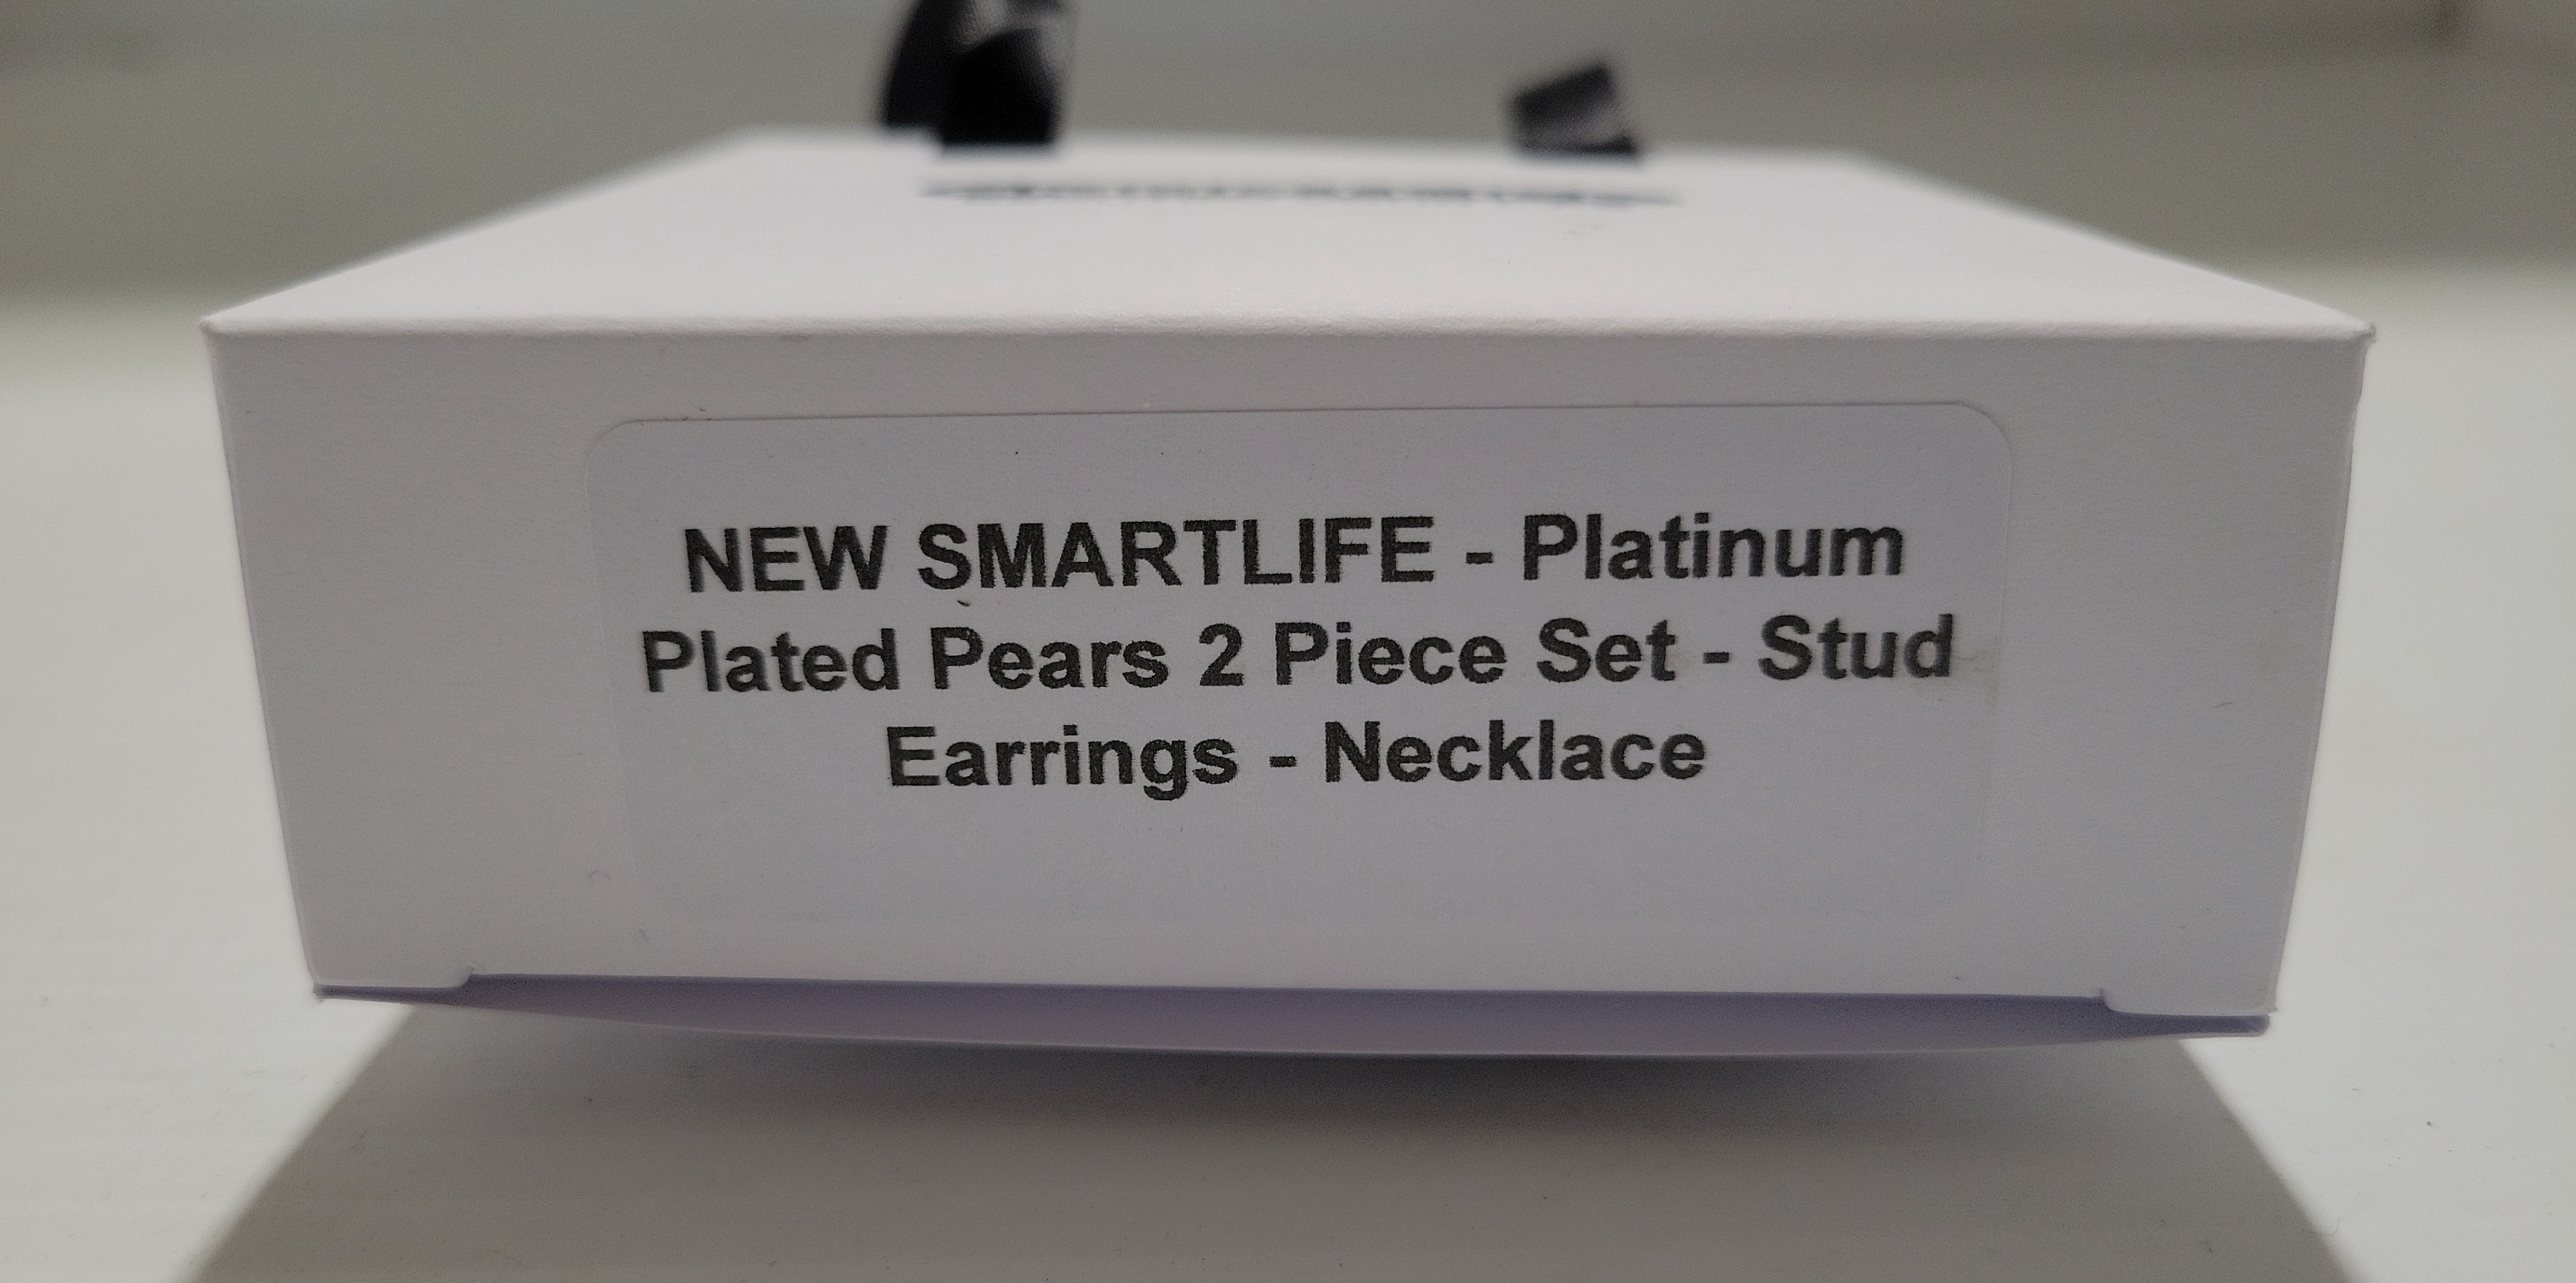 NEW SMARTLIFE - Platinum
Plated Pears 2 Piece Set - Stud
Earrings - Necklace